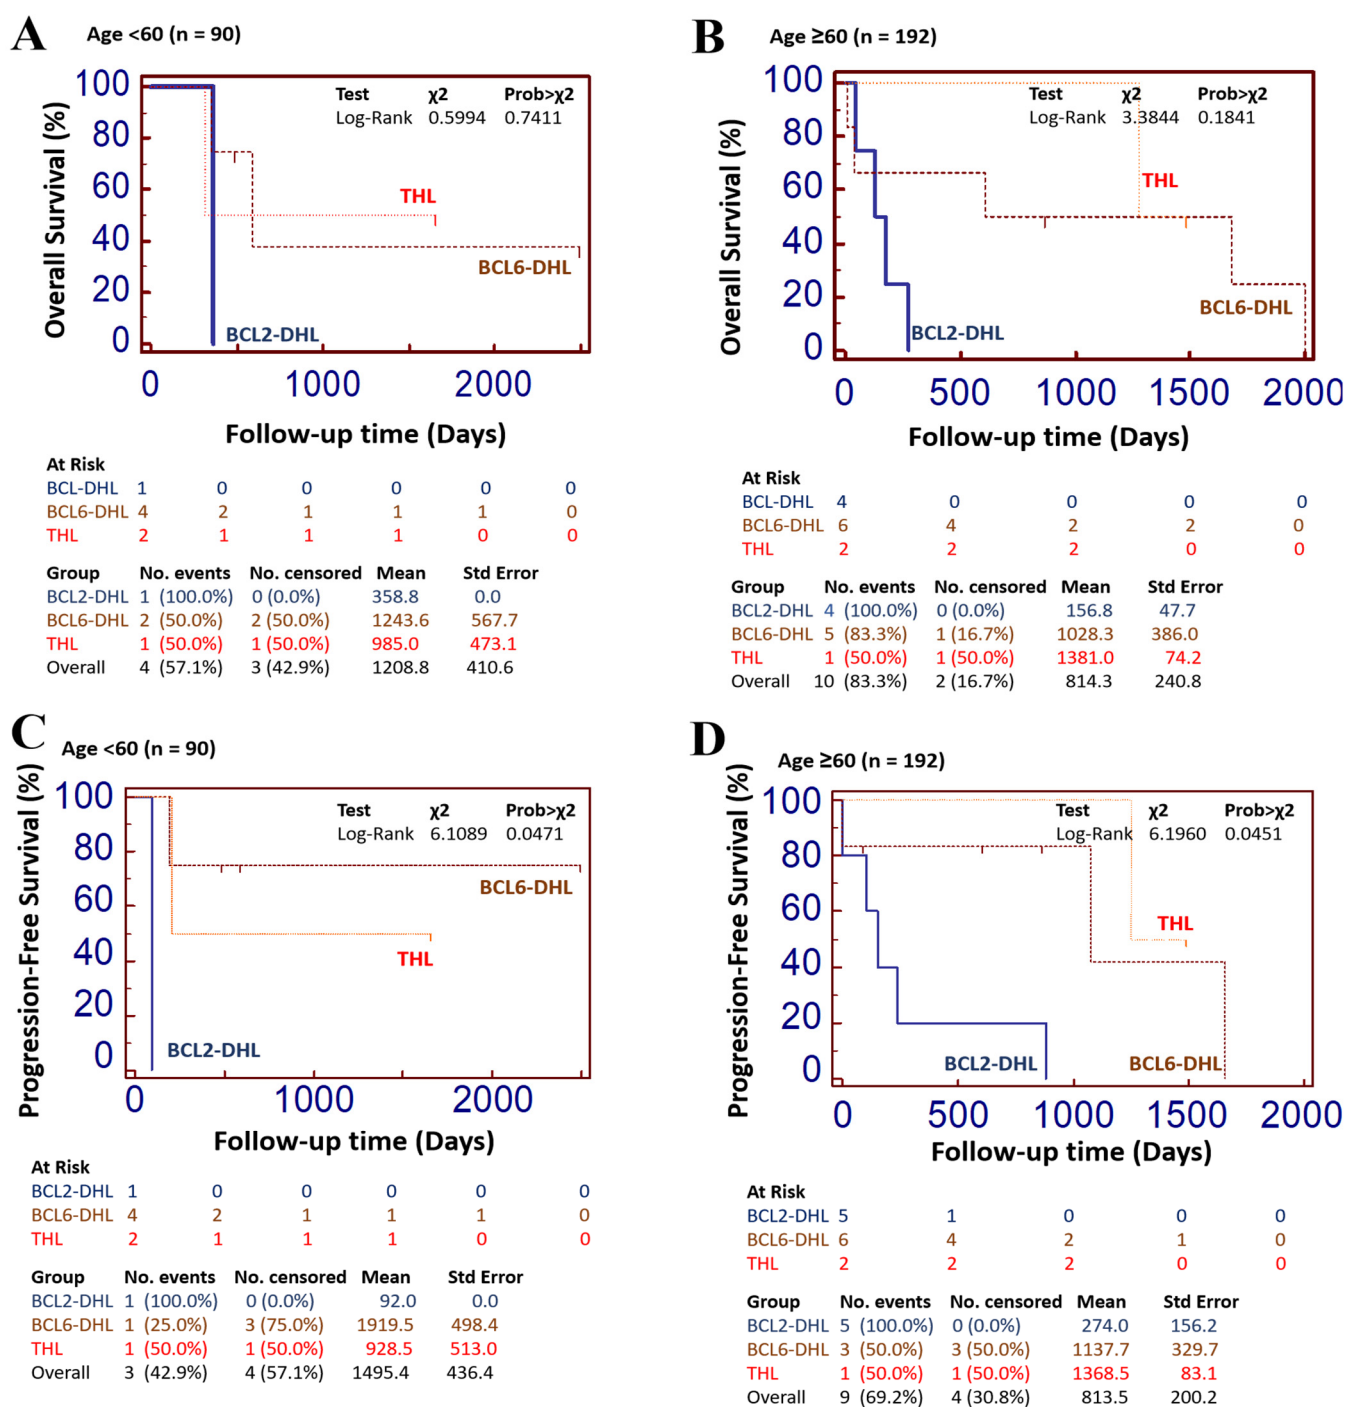 A
Age <60 (n = 90)
Overall Survival (%)
100
80
60
40
20
0
Test χ2 Prob>χ2
Log-Rank 0.5994 0.7411
THL
BCL6-DHL
BCL2-DHL
0 1000 2000
Follow-up time (Days)
At Risk
BCL-DHL 1 0 0 0 0 0
BCL6-DHL 4 2 1 1 1 0
THL 2 1 1 1 0 0
Group No. events No. censored Mean Std Error
BCL2-DHL 1 (100.0%) 0 (0.0%) 358.8 0.0
BCL6-DHL 2 (50.0%) 2 (50.0%) 1243.6 567.7
THL 1 (50.0%) 1 (50.0%) 985.0 473.1
Overall 4 (57.1%) 3 (42.9%) 1208.8 410.6
B
Age ≥60 (n = 192)
Overall Survival (%)
100
80
60
40
20
0
Test χ2 Prob>χ2
Log-Rank 3.3844 0.1841
THL
BCL6-DHL
BCL2-DHL
0 500 1000 1500 2000
Follow-up time (Days)
At Risk
BCL-DHL 4 0 0 0 0
BCL6-DHL 6 4 2 2 0
THL 2 2 2 0 0
Group No. events No. censored Mean Std Error
BCL2-DHL 4 (100.0%) 0 (0.0%) 156.8 47.7
BCL6-DHL 5 (83.3%) 1 (16.7%) 1028.3 386.0
THL 1 (50.0%) 1 (50.0%) 1381.0 74.2
Overall 10 (83.3%) 2 (16.7%) 814.3 240.8
C
Age <60 (n = 90)
Progression-Free Survival (%)
100
80
60
40
20
0
Test χ2 Prob>χ2
Log-Rank 6.1089 0.0471
BCL6-DHL
THL
BCL2-DHL
0 1000 2000
Follow-up time (Days)
At Risk
BCL2-DHL 1 0 0 0 0 0
BCL6-DHL 4 2 1 1 1 0
THL 2 1 1 1 0 0
Group No. events No. censored Mean Std Error
BCL2-DHL 1 (100.0%) 0 (0.0%) 92.0 0.0
BCL6-DHL 1 (25.0%) 3 (75.0%) 1919.5 498.4
THL 1 (50.0%) 1 (50.0%) 928.5 513.0
Overall 3 (42.9%) 4 (57.1%) 1495.4 436.4
D
Age ≥60 (n = 192)
Progression-Free Survival (%)
100
80
60
40
20
0
Test χ2 Prob>χ2
Log-Rank 6.1960 0.0451
THL
BCL2-DHL
BCL6-DHL
0 500 1000 1500 2000
Follow-up time (Days)
At Risk
BCL2-DHL 5 1 0 0 0
BCL6-DHL 6 4 2 1 0
THL 2 2 2 0 0
Group No. events No. censored Mean Std Error
BCL2-DHL 5 (100.0%) 0 (0.0%) 274.0 156.2
BCL6-DHL 3 (50.0%) 3 (50.0%) 1137.7 329.7
THL 1 (50.0%) 1 (50.0%) 1368.5 83.1
Overall 9 (69.2%) 4 (30.8%) 813.5 200.2